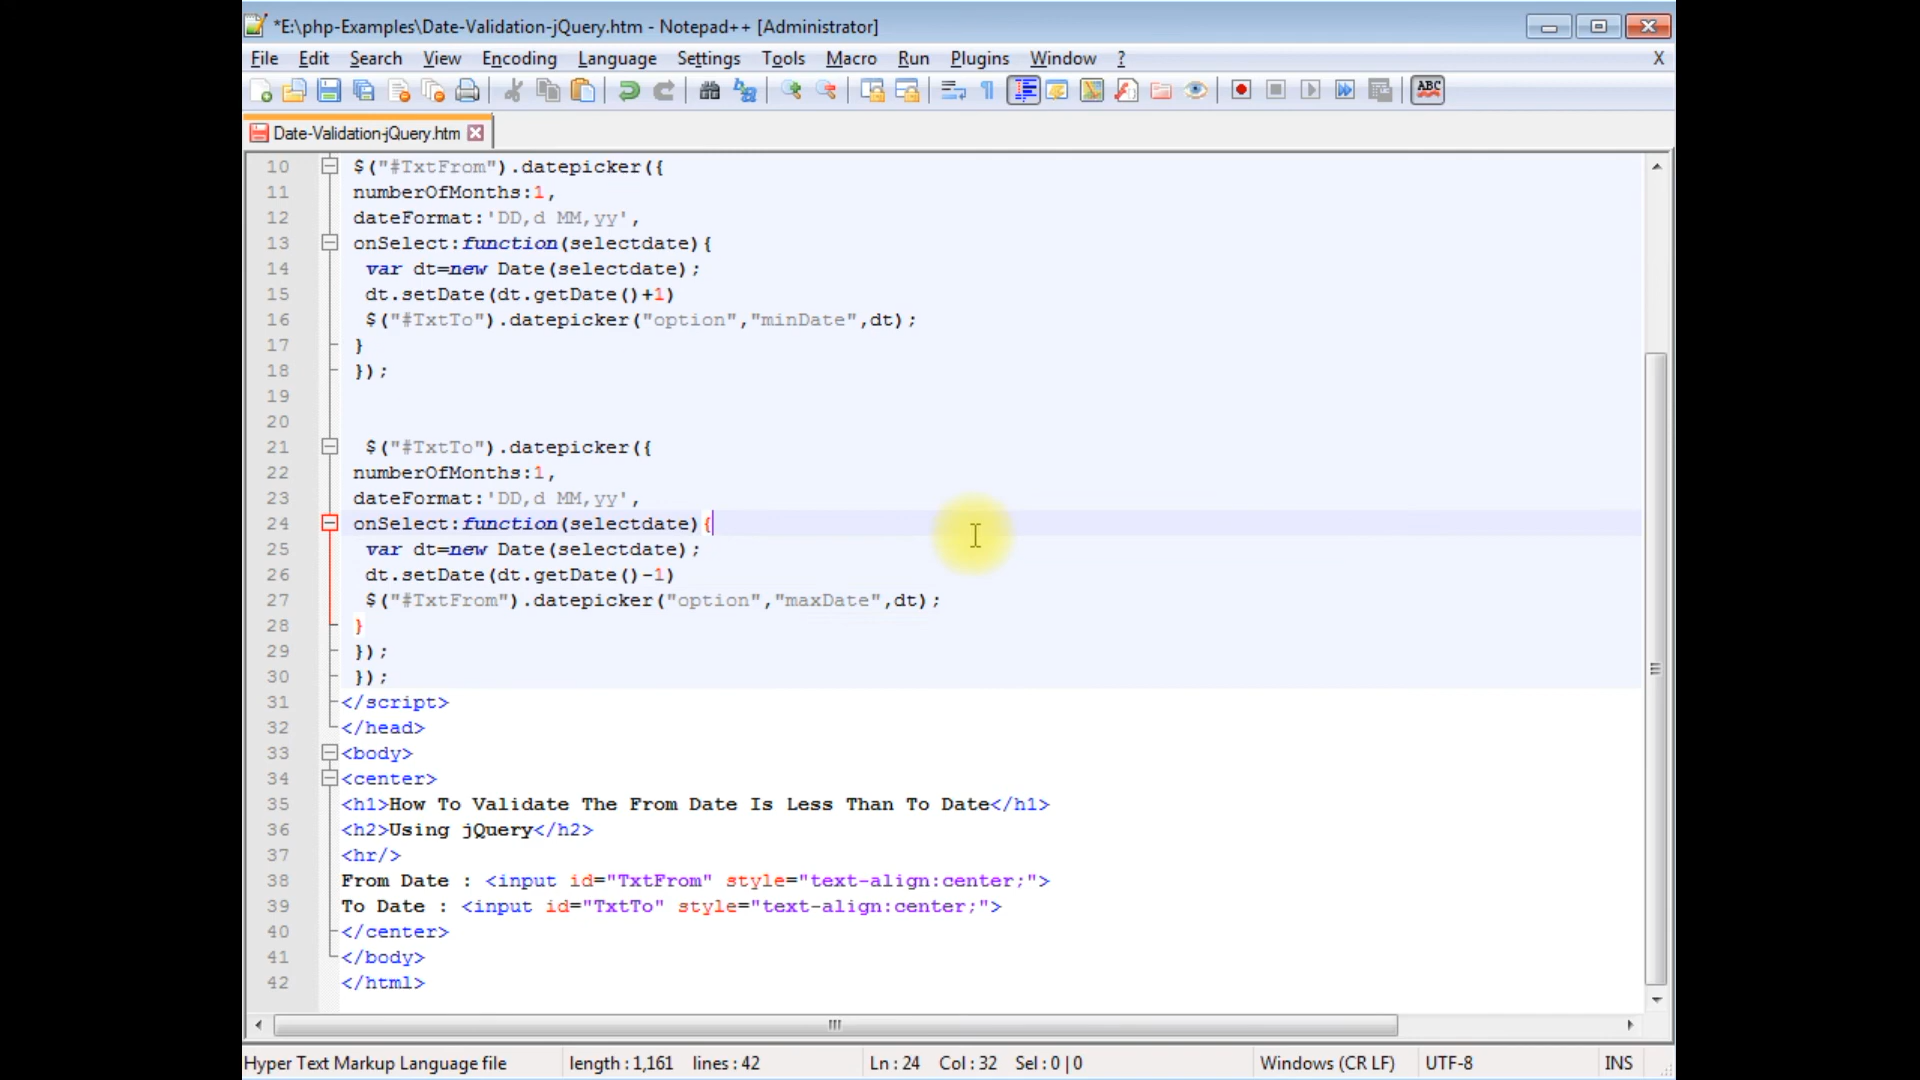 *E:\php-Examples\Date-Validation-jQuery.htm - Notepad++ [Administrator]
File Edit Search View Encoding Language Settings Tools Macro Run Plugins Window ? X
ABC
Date-Validation-jQuery.htm
10 $("#TxtFrom").datepicker({
11 numberOfMonths:1,
12 dateFormat:'DD,d MM,yy',
13 onSelect:function(selectdate){
14 var dt=new Date(selectdate);
15 dt.setDate(dt.getDate()+1)
16 $("#TxtTo").datepicker("option","minDate",dt);
17 }
18 });
19
20
21 $("#TxtTo").datepicker({
22 numberOfMonths:1,
23 dateFormat:'DD,d MM,yy',
24 onSelect:function(selectdate){
25 var dt=new Date(selectdate);
26 dt.setDate(dt.getDate()-1)
27 $("#TxtFrom").datepicker("option","maxDate",dt);
28 }
29 });
30 });
31 </script>
32 </head>
33 <body>
34 <center>
35 <h1>How To Validate The From Date Is Less Than To Date</h1>
36 <h2>Using jQuery</h2>
37 <hr/>
38 From Date : <input id="TxtFrom" style="text-align:center;">
39 To Date : <input id="TxtTo" style="text-align:center;">
40 </center>
41 </body>
42 </html>
Hyper Text Markup Language file length : 1,161 lines : 42 Ln : 24 Col : 32 Sel : 0 | 0 Windows (CR LF) UTF-8 INS